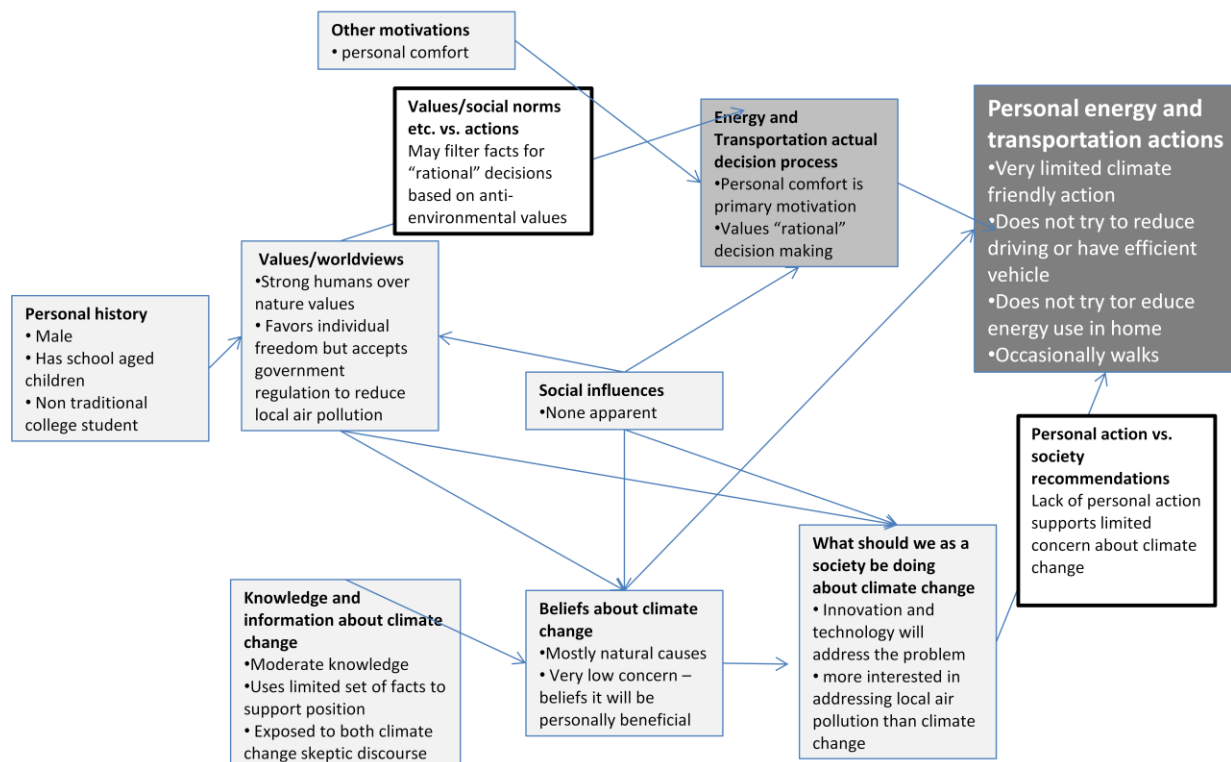 Other motivations
• personal comfort
Values/social norms
etc. vs. actions
May filter facts for
“rational” decisions
based on anti-
environmental values
Energy and
Transportation actual
decision process
•Personal comfort is
primary motivation
•Values “rational”
decision making
Personal energy and
transportation actions
•Very limited climate
friendly action
•Does not try to reduce
driving or have efficient
vehicle
•Does not try tor educe
energy use in home
•Occasionally walks
Personal history
• Male
• Has school aged
children
• Non traditional
college student
Values/worldviews
•Strong humans over
nature values
• Favors individual
freedom but accepts
government
regulation to reduce
local air pollution
Social influences
•None apparent
Personal action vs.
society
recommendations
Lack of personal action
supports limited
concern about climate
change
Knowledge and
information about climate
change
•Moderate knowledge
•Uses limited set of facts to
support position
• Exposed to both climate
change skeptic discourse
Beliefs about climate
change
•Mostly natural causes
• Very low concern –
beliefs it will be
personally beneficial
What should we as a
society be doing
about climate change
• Innovation and
technology will
address the problem
• more interested in
addressing local air
pollution than climate
change